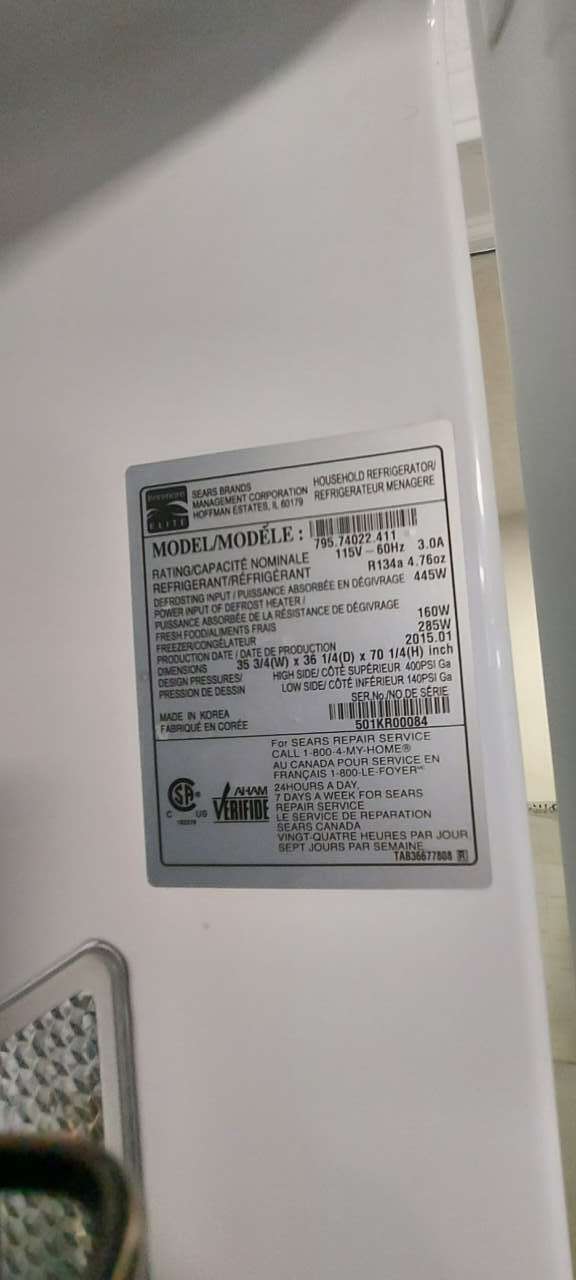 Kenmore
ELITE
SEARS BRANDS
MANAGEMENT CORPORATION
HOFFMAN ESTATES, IL 60179
HOUSEHOLD REFRIGERATOR/
REFRIGERATEUR MENAGERE
MODEL/MODÉLE :
795.74022.411
RATING/CAPACITÉ NOMINALE 115V ~ 60Hz 3.0A
REFRIGERANT/RÉFRIGÉRANT R134a 4.76oz
DEFROSTING INPUT / PUISSANCE ABSORBÉE EN DÉGIVRAGE 445W
POWER INPUT OF DEFROST HEATER /
PUISSANCE ABSORBÉE DE LA RÉSISTANCE DE DÉGIVRAGE
FRESH FOOD/ALIMENTS FRAIS 160W
FREEZER/CONGÉLATEUR 285W
PRODUCTION DATE / DATE DE PRODUCTION 2015.01
DIMENSIONS 35 3/4(W) x 36 1/4(D) x 70 1/4(H) inch
DESIGN PRESSURES/ HIGH SIDE/ CÔTÉ SUPÉRIEUR 400PSI Ga
PRESSION DE DESSIN LOW SIDE/ CÔTÉ INFÉRIEUR 140PSI Ga
SER.No./NO DE SÉRIE
MADE IN KOREA
FABRIQUÉ EN CORÉE
501KR00084
For SEARS REPAIR SERVICE
CALL 1-800-4-MY-HOME®
AU CANADA POUR SERVICE EN
FRANÇAIS 1-800-LE-FOYER
24HOURS A DAY,
7 DAYS A WEEK FOR SEARS
REPAIR SERVICE
LE SERVICE DE REPARATION
SEARS CANADA
VINGT-QUATRE HEURES PAR JOUR
SEPT JOURS PAR SEMAINE
TAB36677808 R
SA ®
C US
AHAM
VERIFIDE